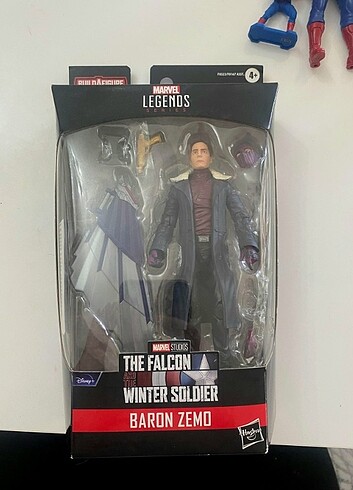 BUILD A FIGURE
4+
MARVEL
LEGENDS
SERIES
MARVEL STUDIOS
THE FALCON
AND THE
WINTER SOLDIER
Disney+
BARON ZEMO
Hasbro